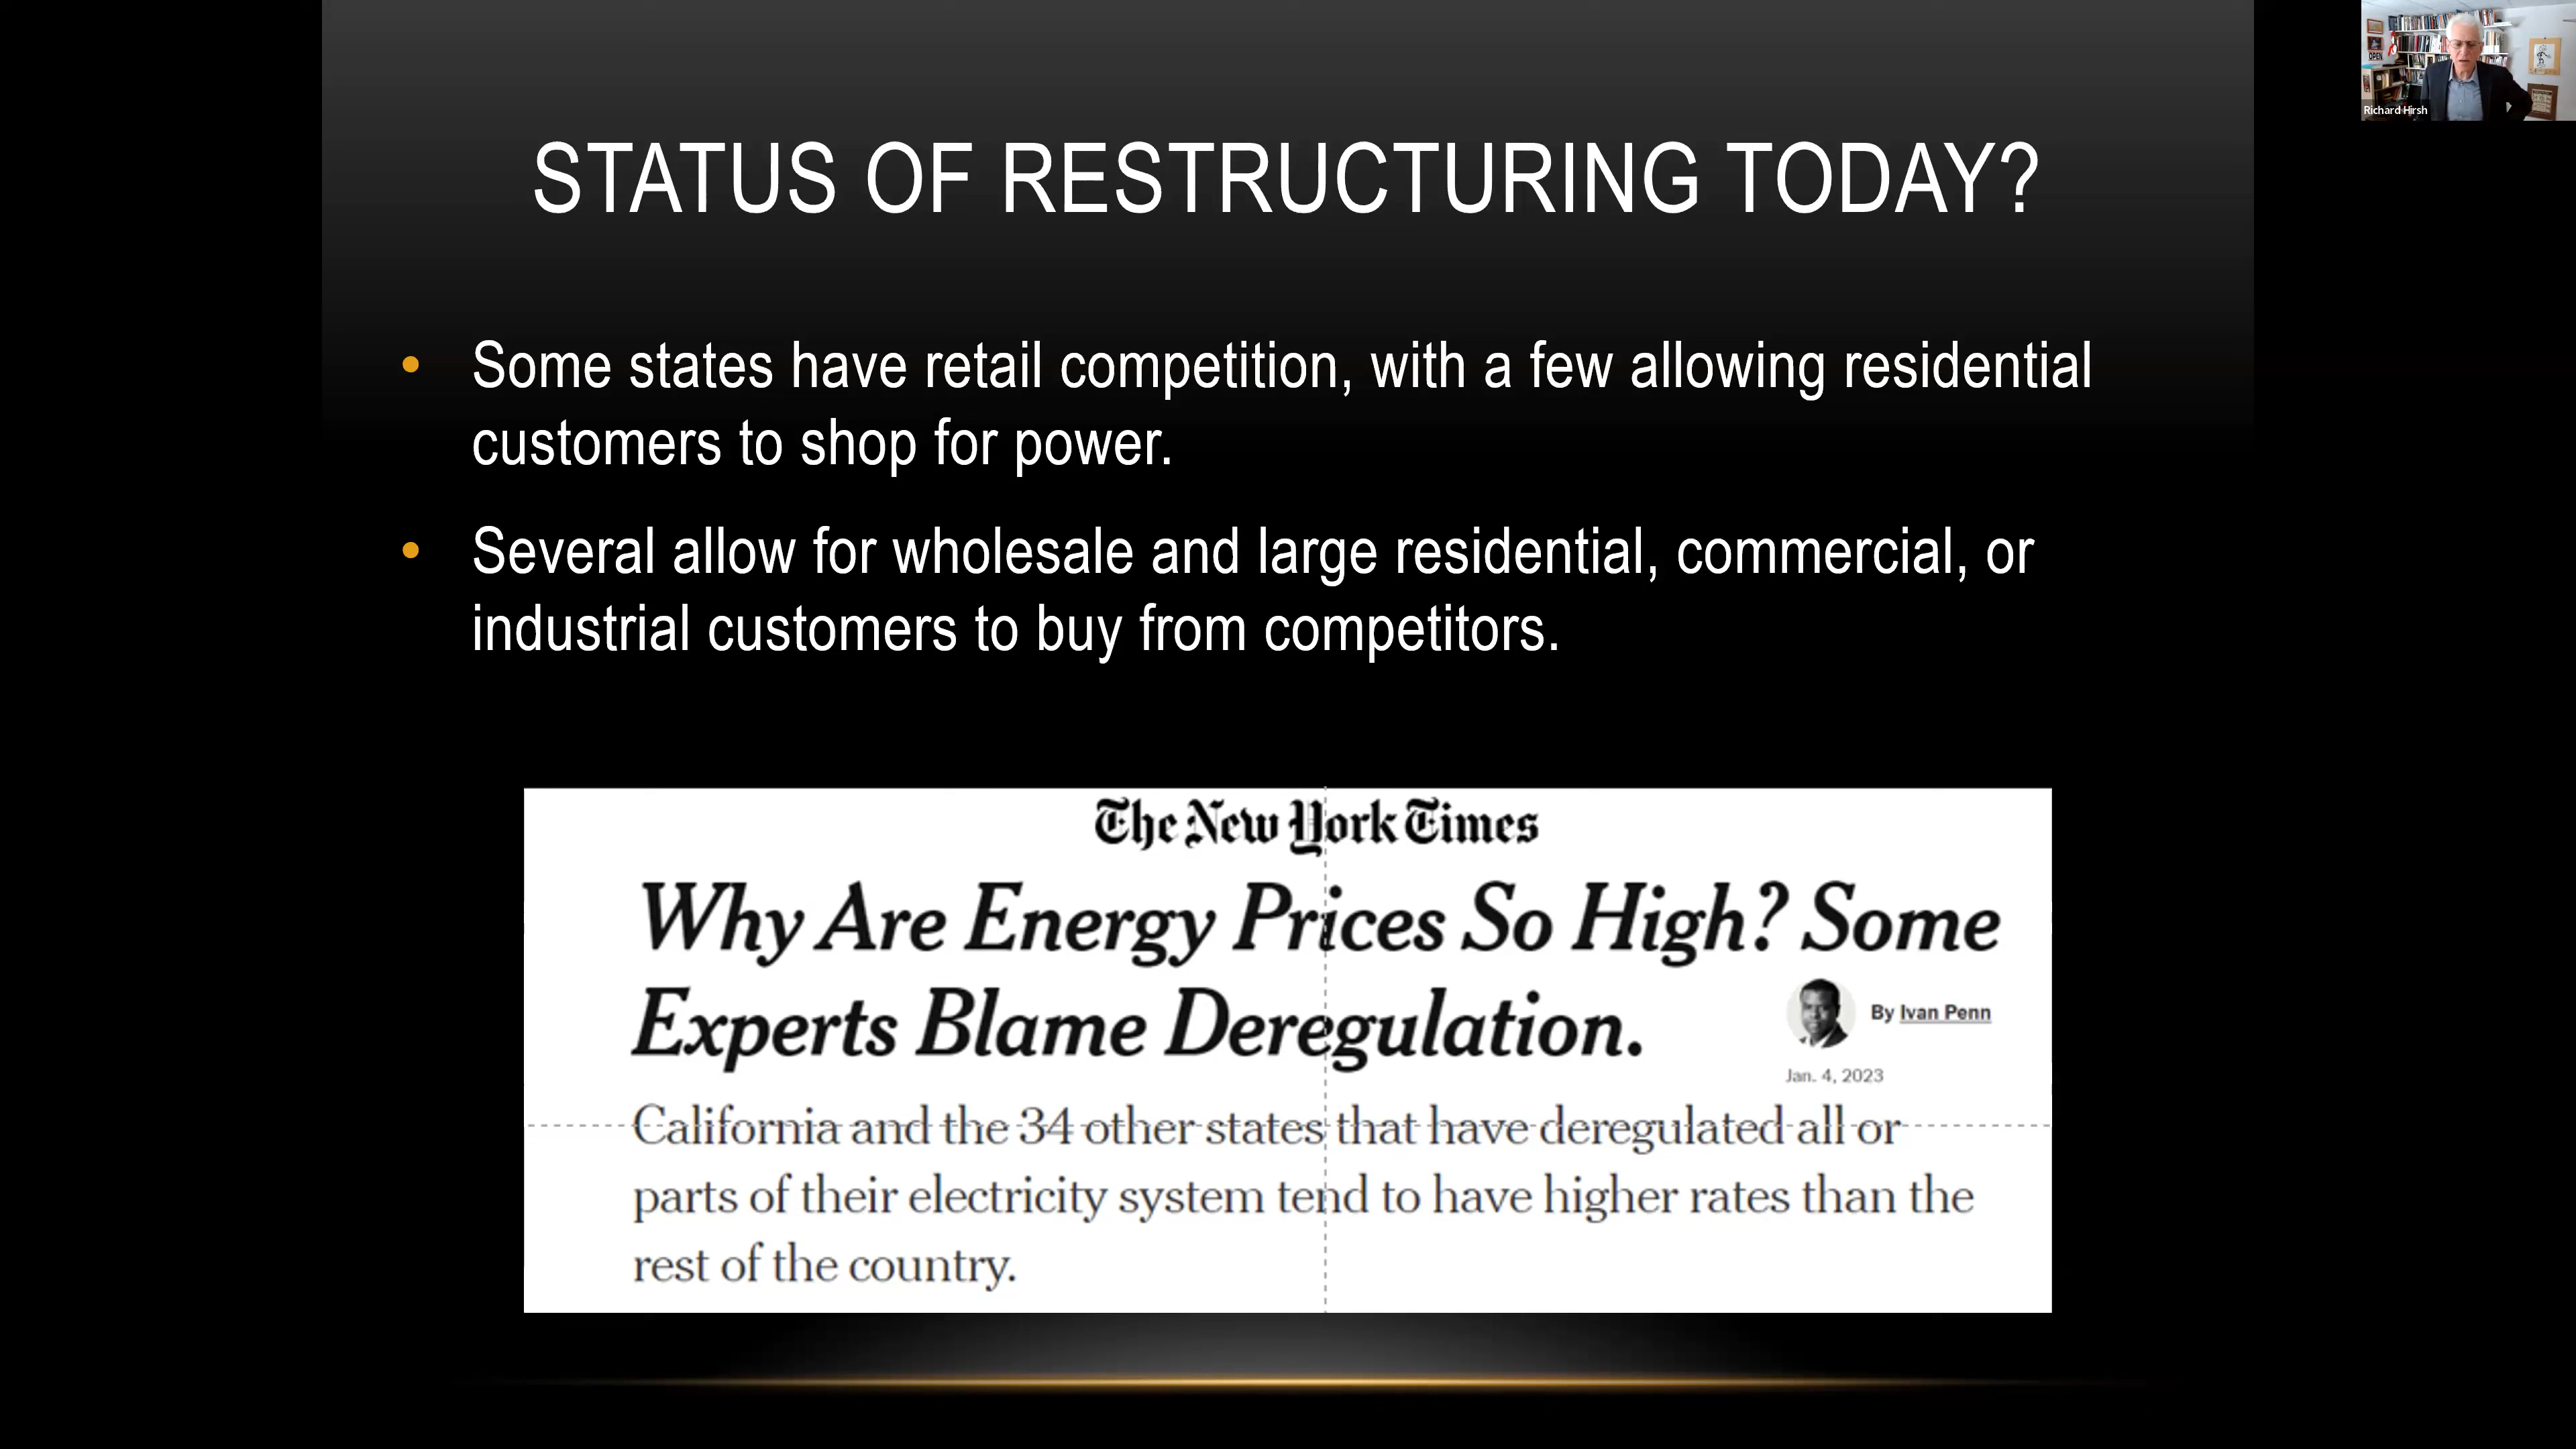 STATUS OF RESTRUCTURING TODAY?
Some states have retail competition, with a few allowing residential
customers to shop for power.
Several allow for wholesale and large residential, commercial, or
industrial customers to buy from competitors.
The New York Times
Why Are Energy Prices So High? Some
Experts Blame Deregulation.
By Ivan Penn
Jan. 4, 2023
California and the 34 other states that have deregulated all or
parts of their electricity system tend to have higher rates than the
rest of the country.
OPEN
Richard Hirsh